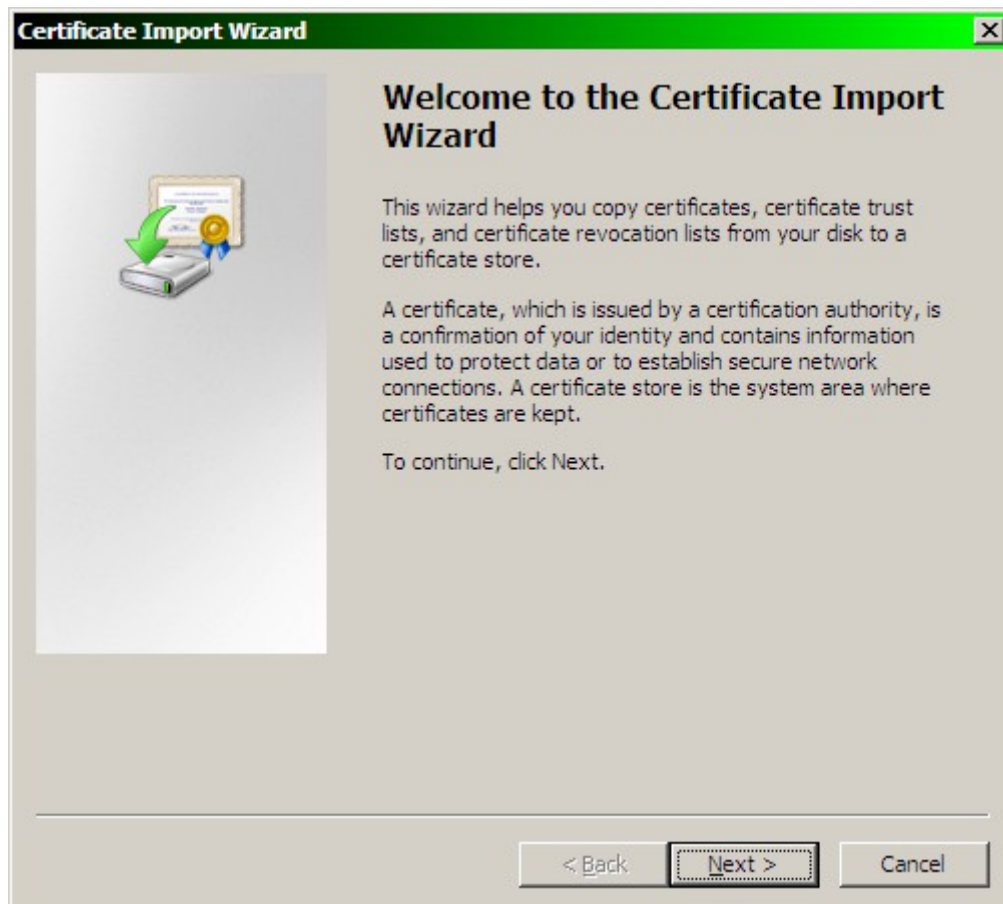 Certificate Import Wizard
Welcome to the Certificate Import
Wizard
This wizard helps you copy certificates, certificate trust
lists, and certificate revocation lists from your disk to a
certificate store.
A certificate, which is issued by a certification authority, is
a confirmation of your identity and contains information
used to protect data or to establish secure network
connections. A certificate store is the system area where
certificates are kept.
To continue, click Next.
< Back
Next >
Cancel